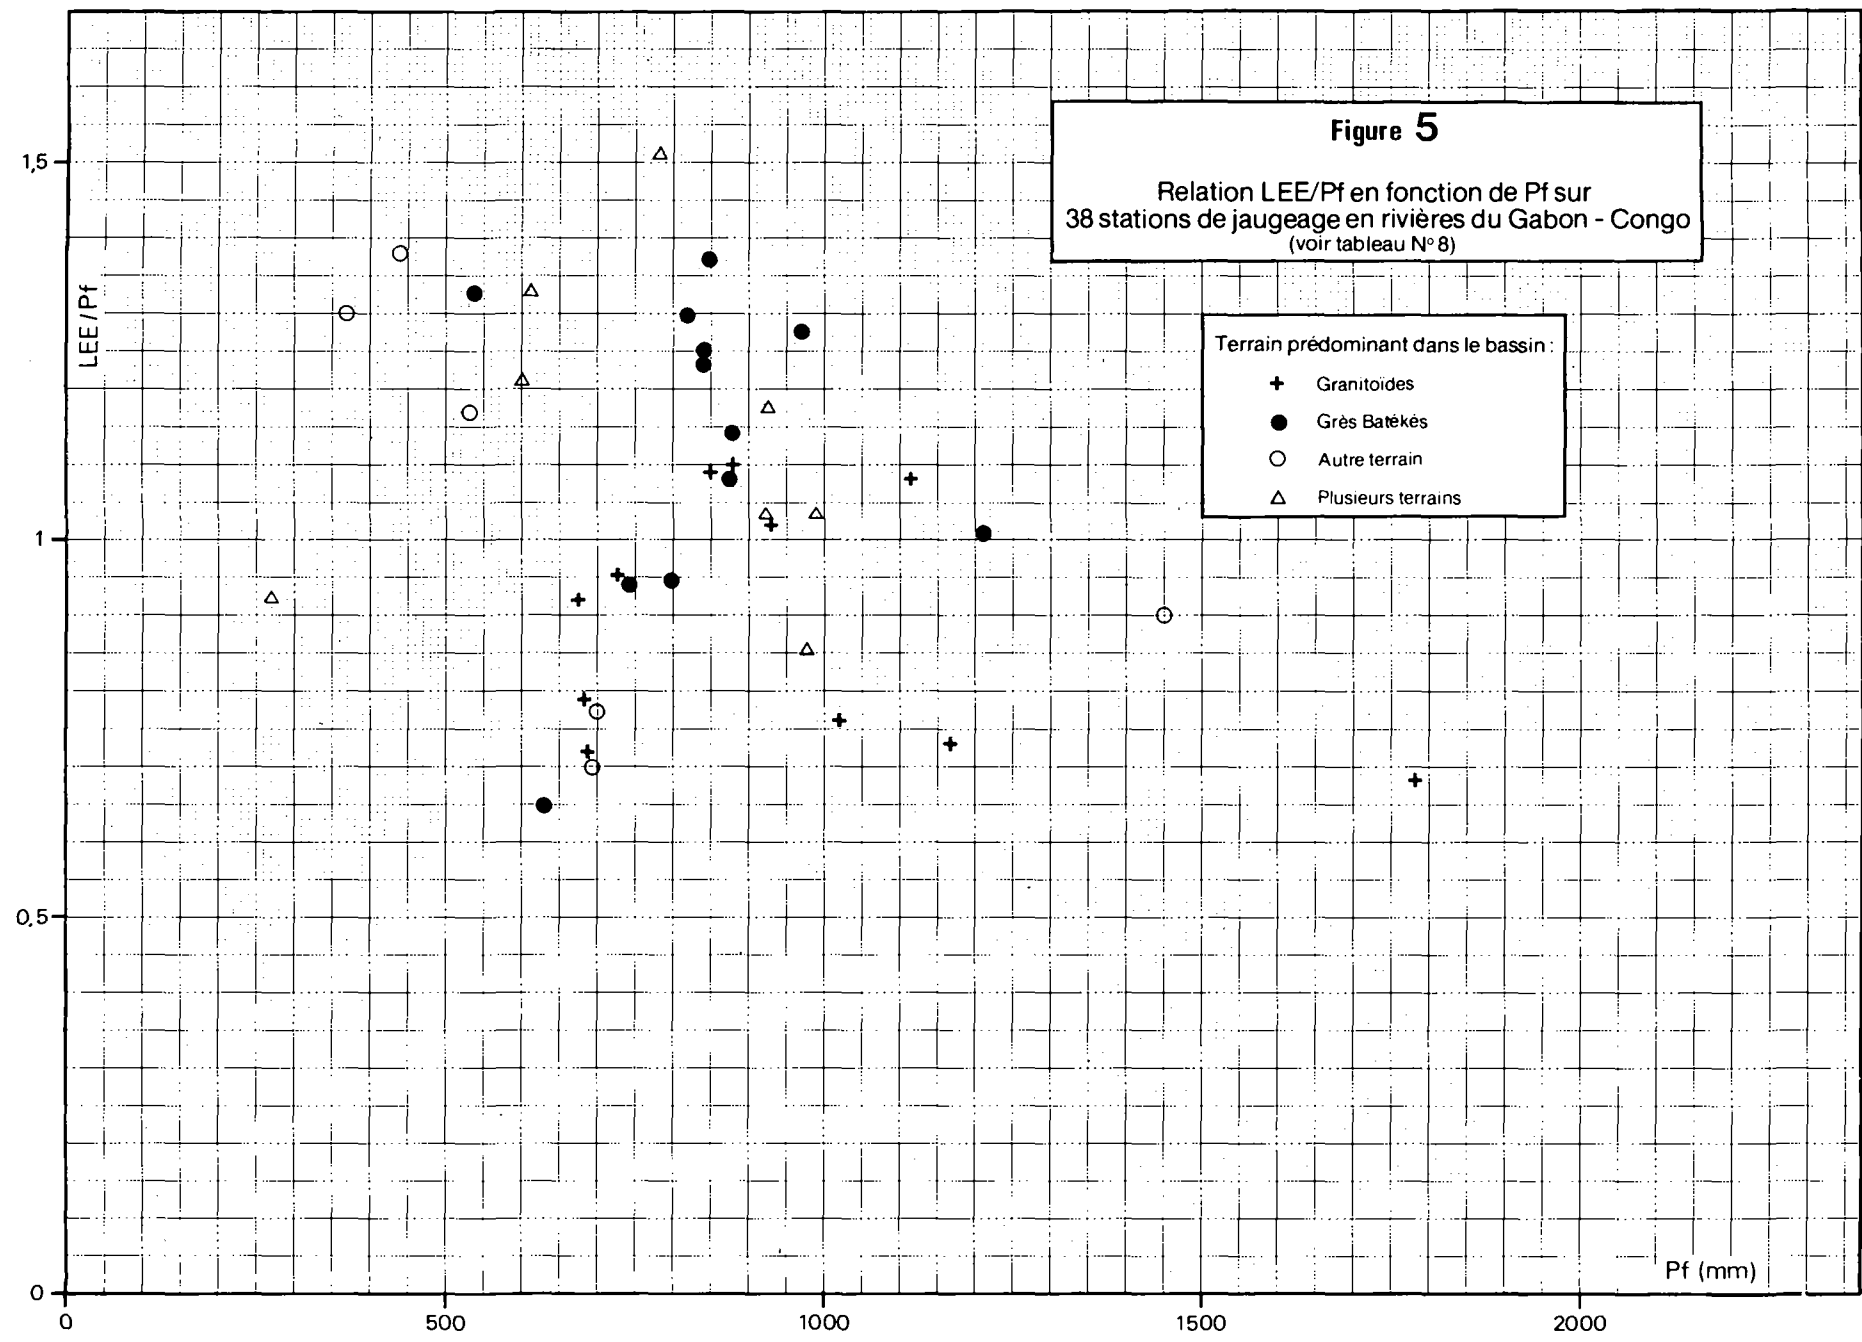 Figure 5
Relation LEE/Pf en fonction de Pf sur
38 stations de jaugeage en rivières du Gabon - Congo
(voir tableau N° 8)
Terrain prédominant dans le bassin :
Granitoïdes
Grès Batékés
Autre terrain
Plusieurs terrains
LEE / Pf
1,5
1
0,5
0
Pf (mm)
0
500
1000
1500
2000